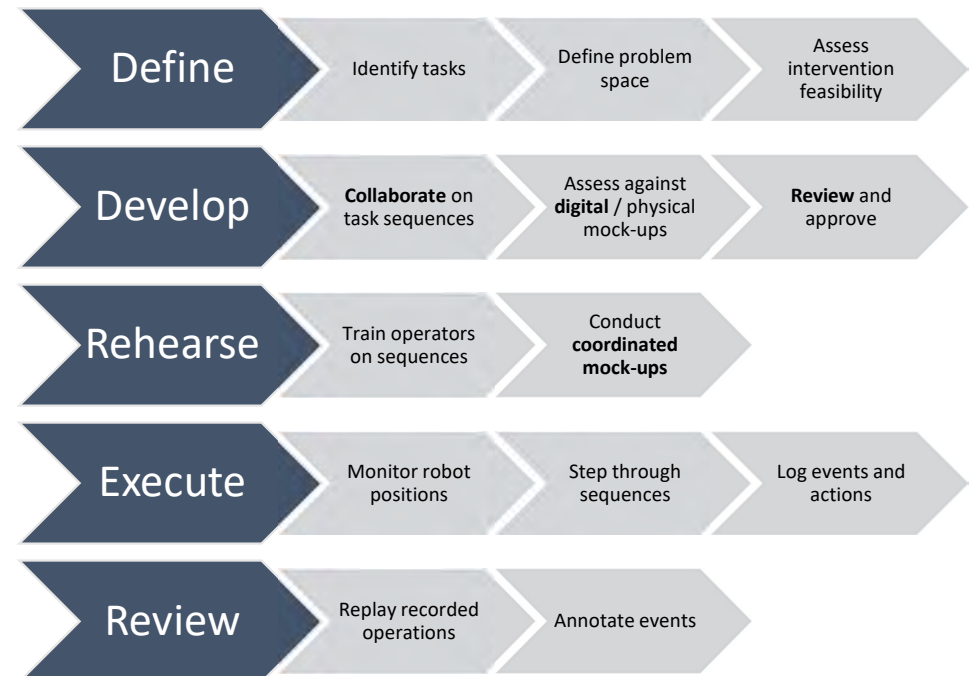 Define
Identify tasks
Define problem
space
Assess
intervention
feasibility
Develop
Collaborate on
task sequences
Assess against
digital / physical
mock-ups
Review and
approve
Rehearse
Train operators
on sequences
Conduct
coordinated
mock-ups
Execute
Monitor robot
positions
Step through
sequences
Log events and
actions
Review
Replay recorded
operations
Annotate events